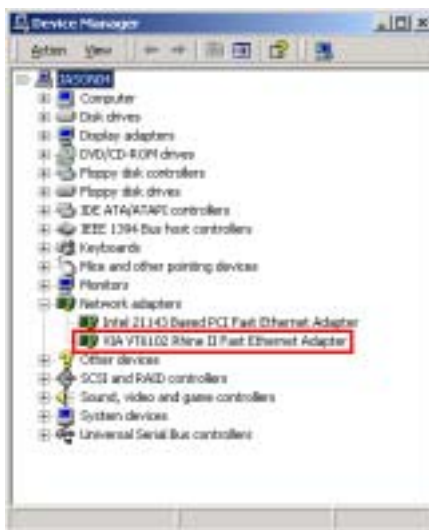 Device Manager
Action View
JASONH
Computer
Disk drives
Display adapters
DVD/CD-ROM drives
Floppy disk controllers
Floppy disk drives
IDE ATA/ATAPI controllers
IEEE 1394 Bus host controllers
Keyboards
Mice and other pointing devices
Monitors
Network adapters
Intel 21143 Based PCI Fast Ethernet Adapter
VIA VT6102 Rhine II Fast Ethernet Adapter
Other devices
SCSI and RAID controllers
Sound, video and game controllers
System devices
Universal Serial Bus controllers